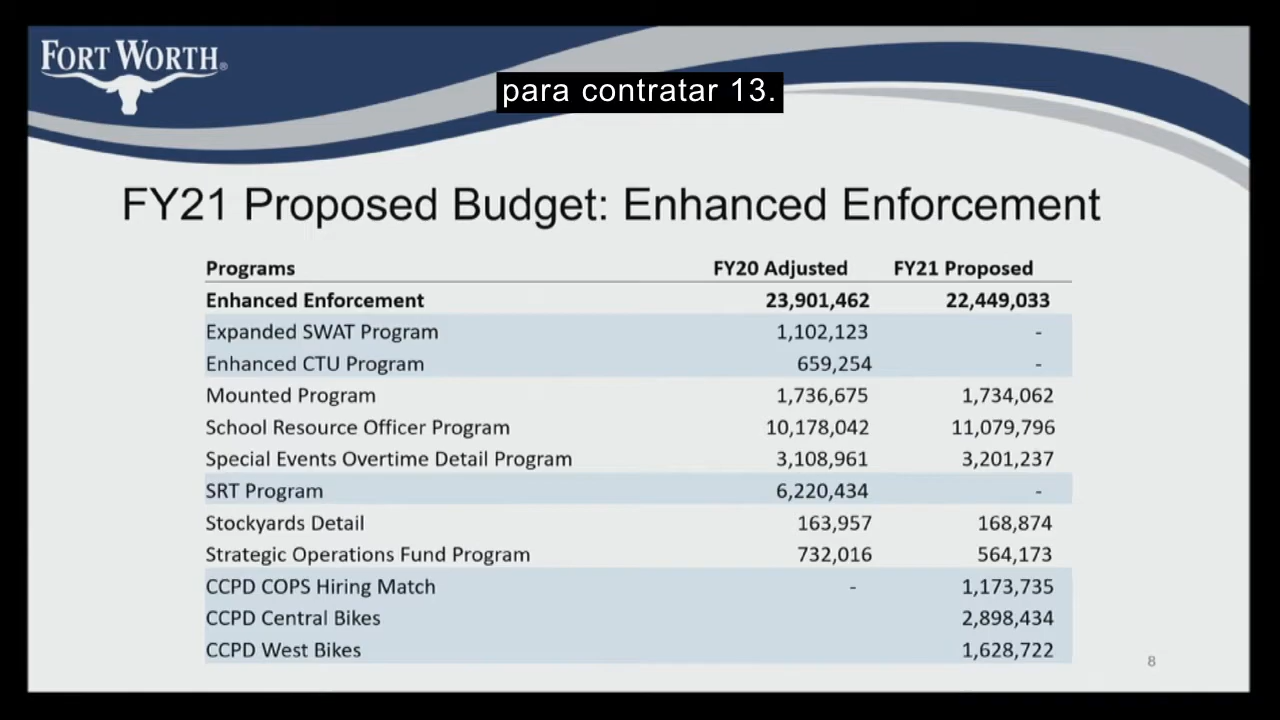 FORT WORTH®
para contratar 13.
FY21 Proposed Budget: Enhanced Enforcement
Programs FY20 Adjusted FY21 Proposed
Enhanced Enforcement 23,901,462 22,449,033
Expanded SWAT Program 1,102,123 -
Enhanced CTU Program 659,254 -
Mounted Program 1,736,675 1,734,062
School Resource Officer Program 10,178,042 11,079,796
Special Events Overtime Detail Program 3,108,961 3,201,237
SRT Program 6,220,434 -
Stockyards Detail 163,957 168,874
Strategic Operations Fund Program 732,016 564,173
CCPD COPS Hiring Match - 1,173,735
CCPD Central Bikes 2,898,434
CCPD West Bikes 1,628,722
8